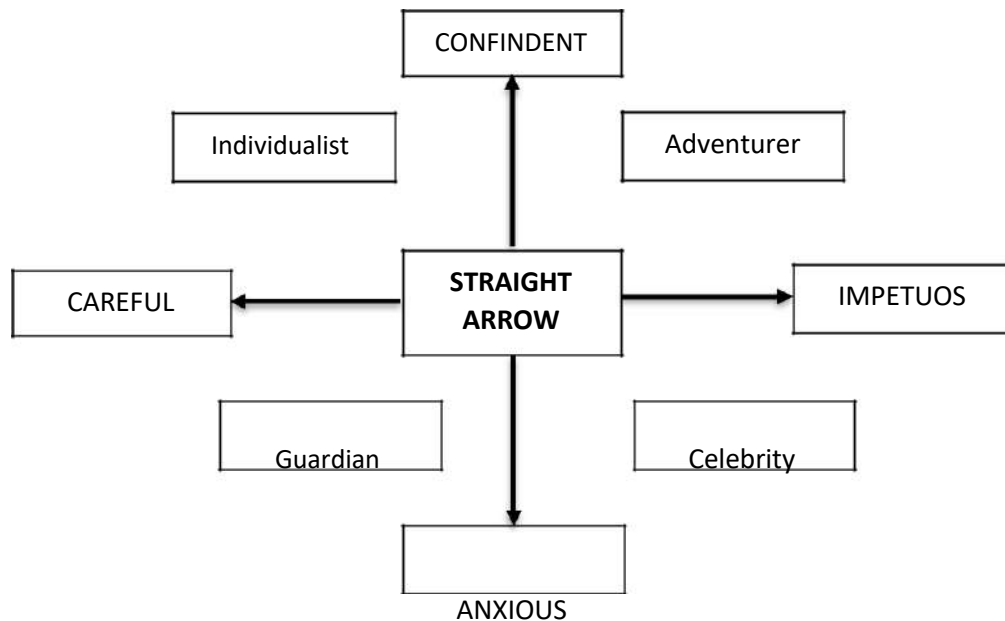 CONFINDENT
Individualist
Adventurer
CAREFUL
STRAIGHT
ARROW
IMPETUOS
Guardian
Celebrity
ANXIOUS